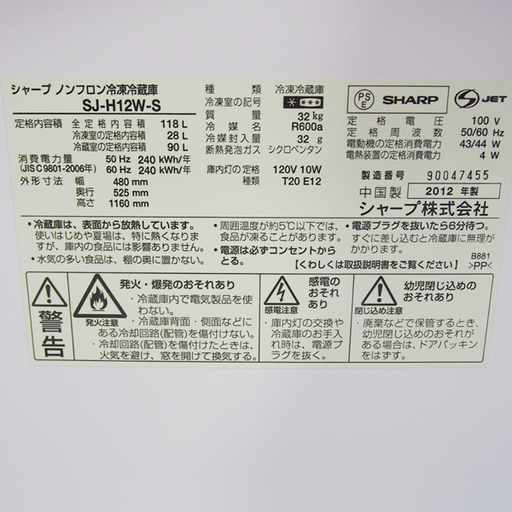 シャープ ノンフロン冷凍冷蔵庫
SJ-H12W-S
定格内容積 全定格内容積 118 L
冷凍室の定格内容積 28 L
冷蔵室の定格内容積 90 L
消費電力量 50 Hz 240 kWh/年
(JIS C 9801-2006年) 60 Hz 240 kWh/年
外形寸法 幅 480 mm
奥行 525 mm
高さ 1160 mm
種類 冷凍冷蔵庫
冷凍室の記号
質量 32 kg
冷媒名 R600a
冷媒封入量 32 g
断熱発泡ガス シクロペンタン
庫内灯の定格 120V 10W
種類 T20 E12
PSE SHARP S JET
定格電圧 100 V
定格周波数 50/60 Hz
電動機の定格消費電力 43/44 W
電熱装置の定格消費電力 4 W
製造番号 90047455
中国製 2012 年製
シャープ株式会社
・冷蔵庫は、表面から放熱しています。
使いはじめや夏場は、特に熱くなりますが、庫内の食品には影響ありません。
・水気の多い食品は、棚の奥に置かない。
・周囲温度が約5℃以下では、食品が凍ることがあります。
・電源は必ずコンセントからとる。
・電源プラグを抜いたら6分待つ。
すぐに差し込むと冷蔵庫に無理がかかります。
【くわしくは取扱説明書をご覧ください】
B881
>PP<
警告
発火・爆発のおそれあり
発火注意
・冷蔵庫内で電気製品を使わない。
・冷蔵庫背面・側面などにある冷却回路(配管)を傷付けない。
・冷却回路(配管)を傷付けたときは、火気を避け、窓を開けて換気する。
感電のおそれあり
感電注意
・庫内灯の交換や冷蔵庫のお手入れ時は、電源プラグを抜く。
幼児閉じ込めのおそれあり
閉じ込め注意
・廃棄などで保管するとき、幼児閉じ込めのおそれがある場合は、ドアパッキンをはずす。